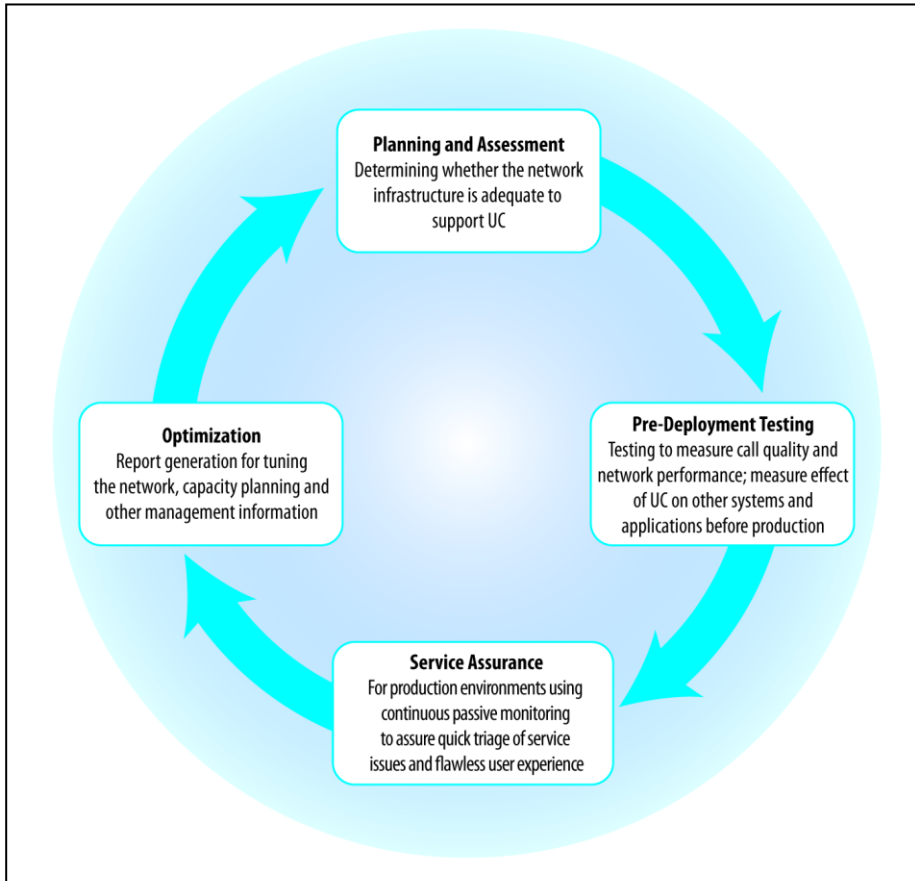 Planning and Assessment
Determining whether the network
infrastructure is adequate to
support UC
Pre-Deployment Testing
Testing to measure call quality and
network performance; measure effect
of UC on other systems and
applications before production
Service Assurance
For production environments using
continuous passive monitoring
to assure quick triage of service
issues and flawless user experience
Optimization
Report generation for tuning
the network, capacity planning and
other management information